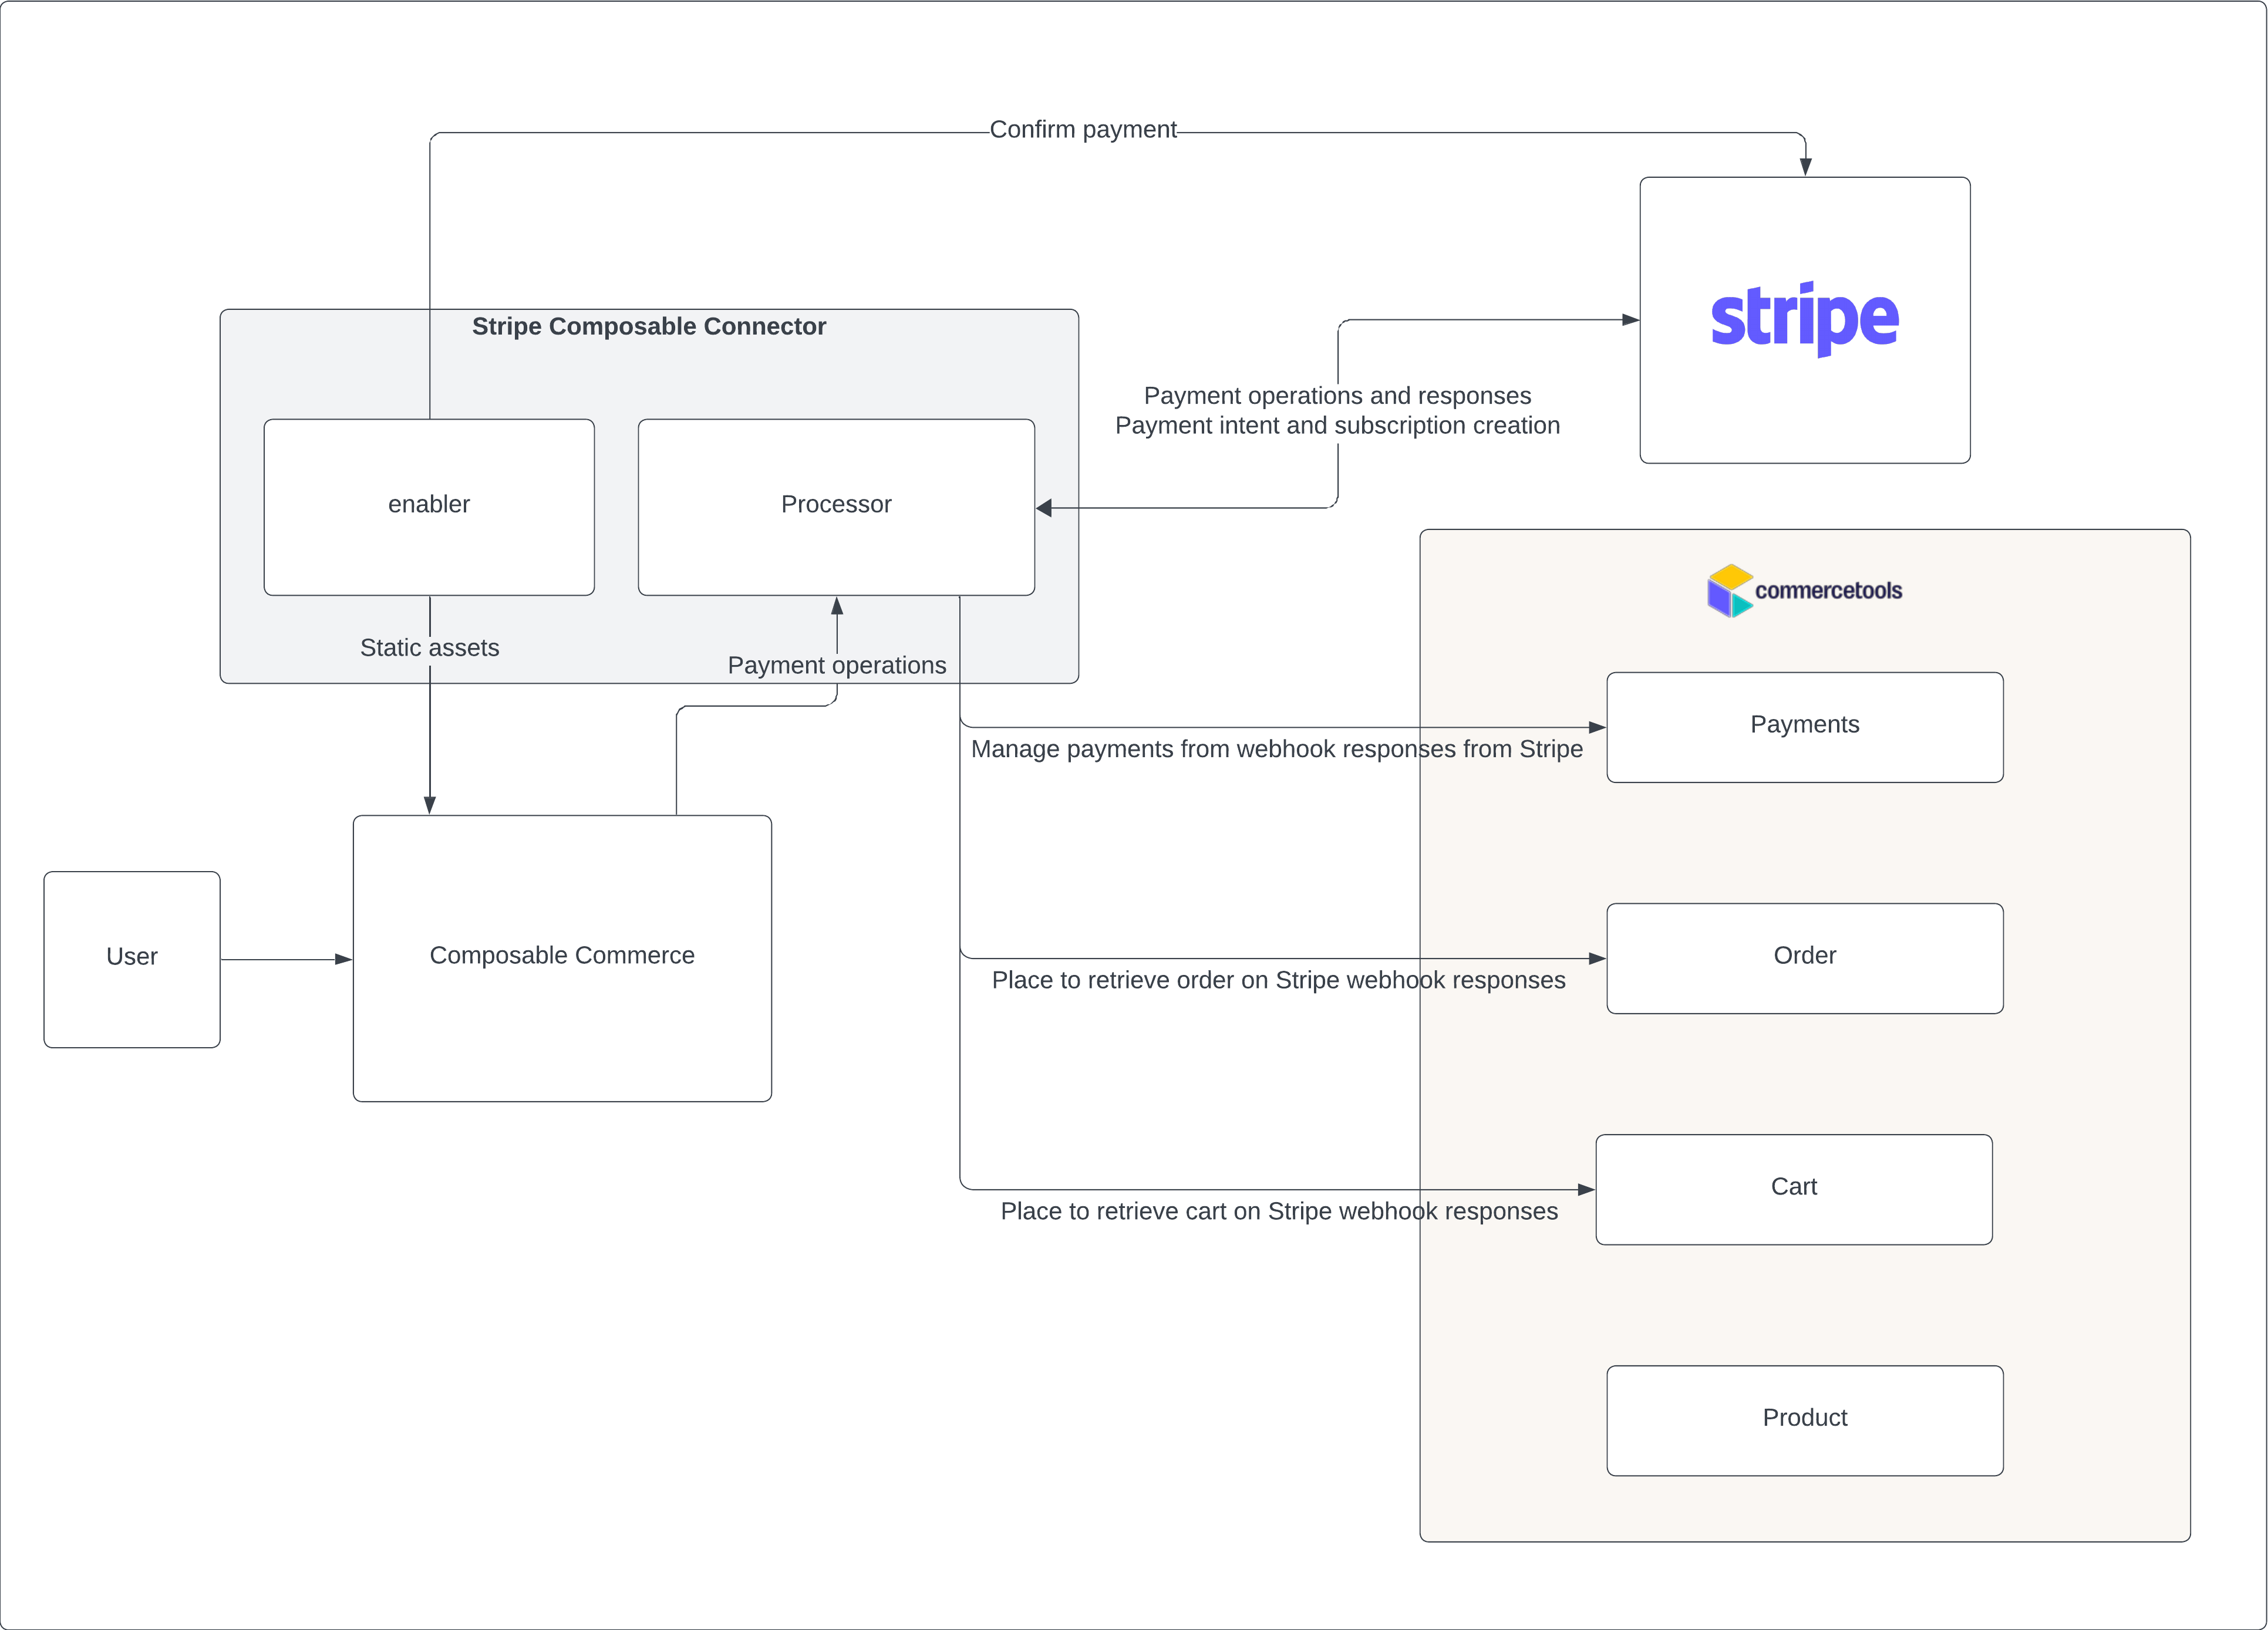 Confirm payment
stripe
Stripe Composable Connector
Payment operations and responses
Payment intent and subscription creation
enabler
Processor
commercetools
Static assets
Payment operations
Payments
Manage payments from webhook responses from Stripe
User
Composable Commerce
Order
Place to retrieve order on Stripe webhook responses
Cart
Place to retrieve cart on Stripe webhook responses
Product